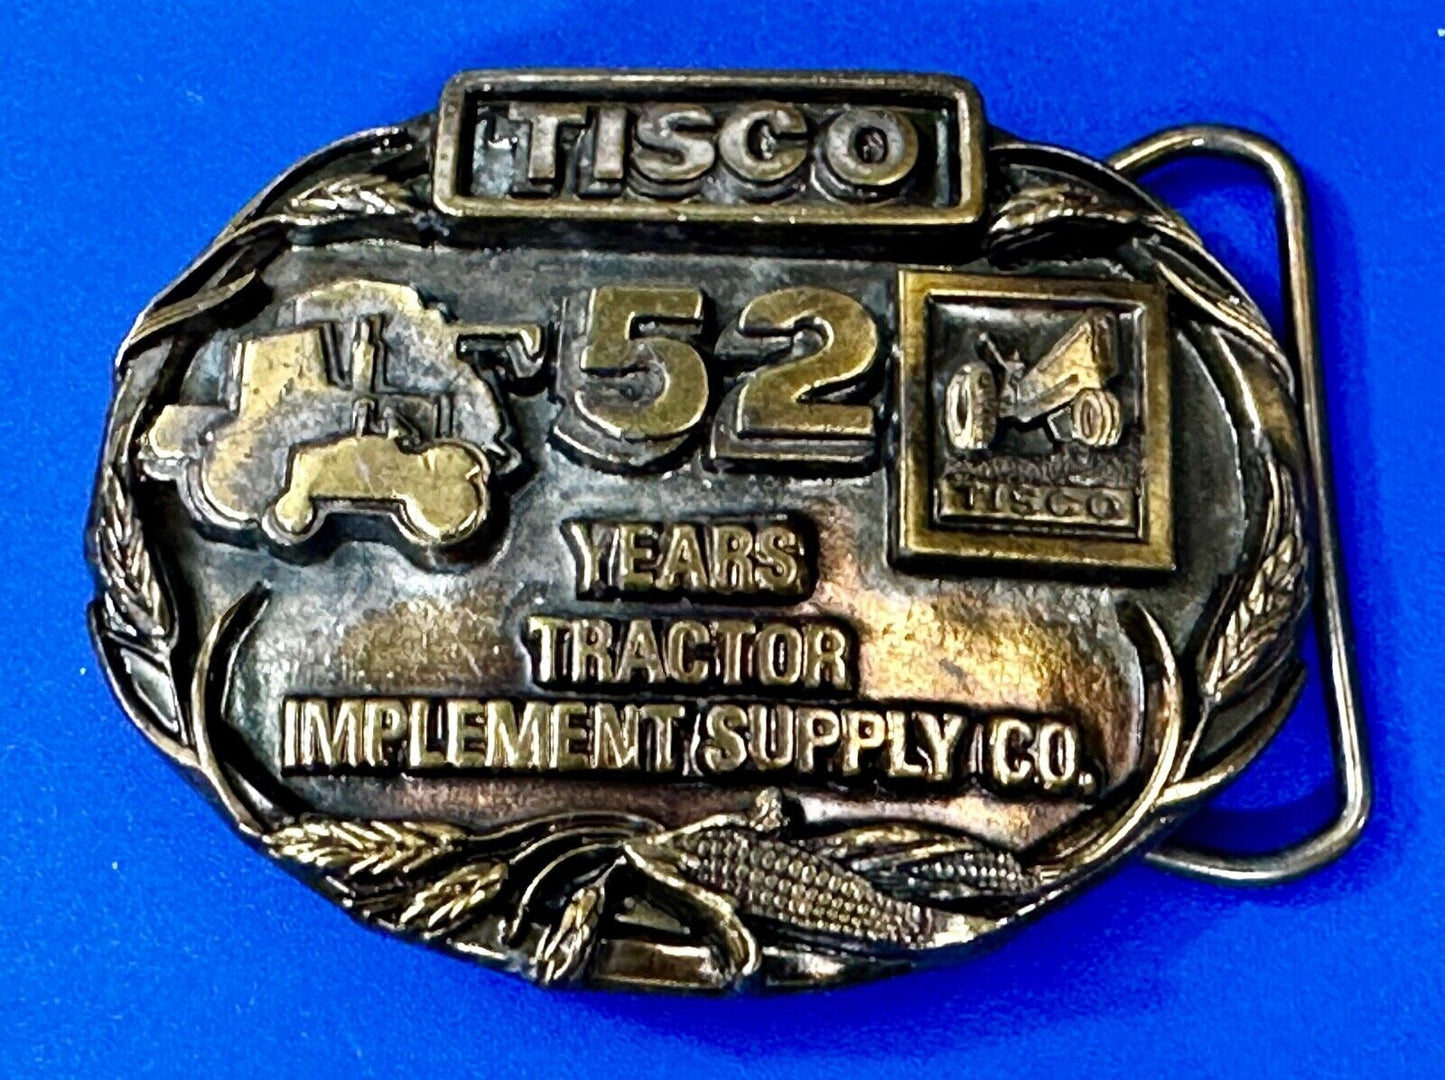 TISCO
52
TISCO
YEARS
TRACTOR
IMPLEMENT SUPPLY CO.